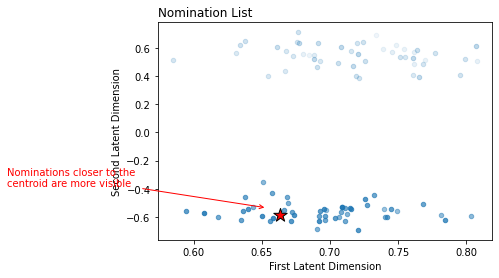 Nomination List
0.6
0.4
0.2
0.0
−0.2
−0.4
−0.6
Second Latent Dimension
Nominations closer to the
centroid are more visible
0.60 0.65 0.70 0.75 0.80
First Latent Dimension